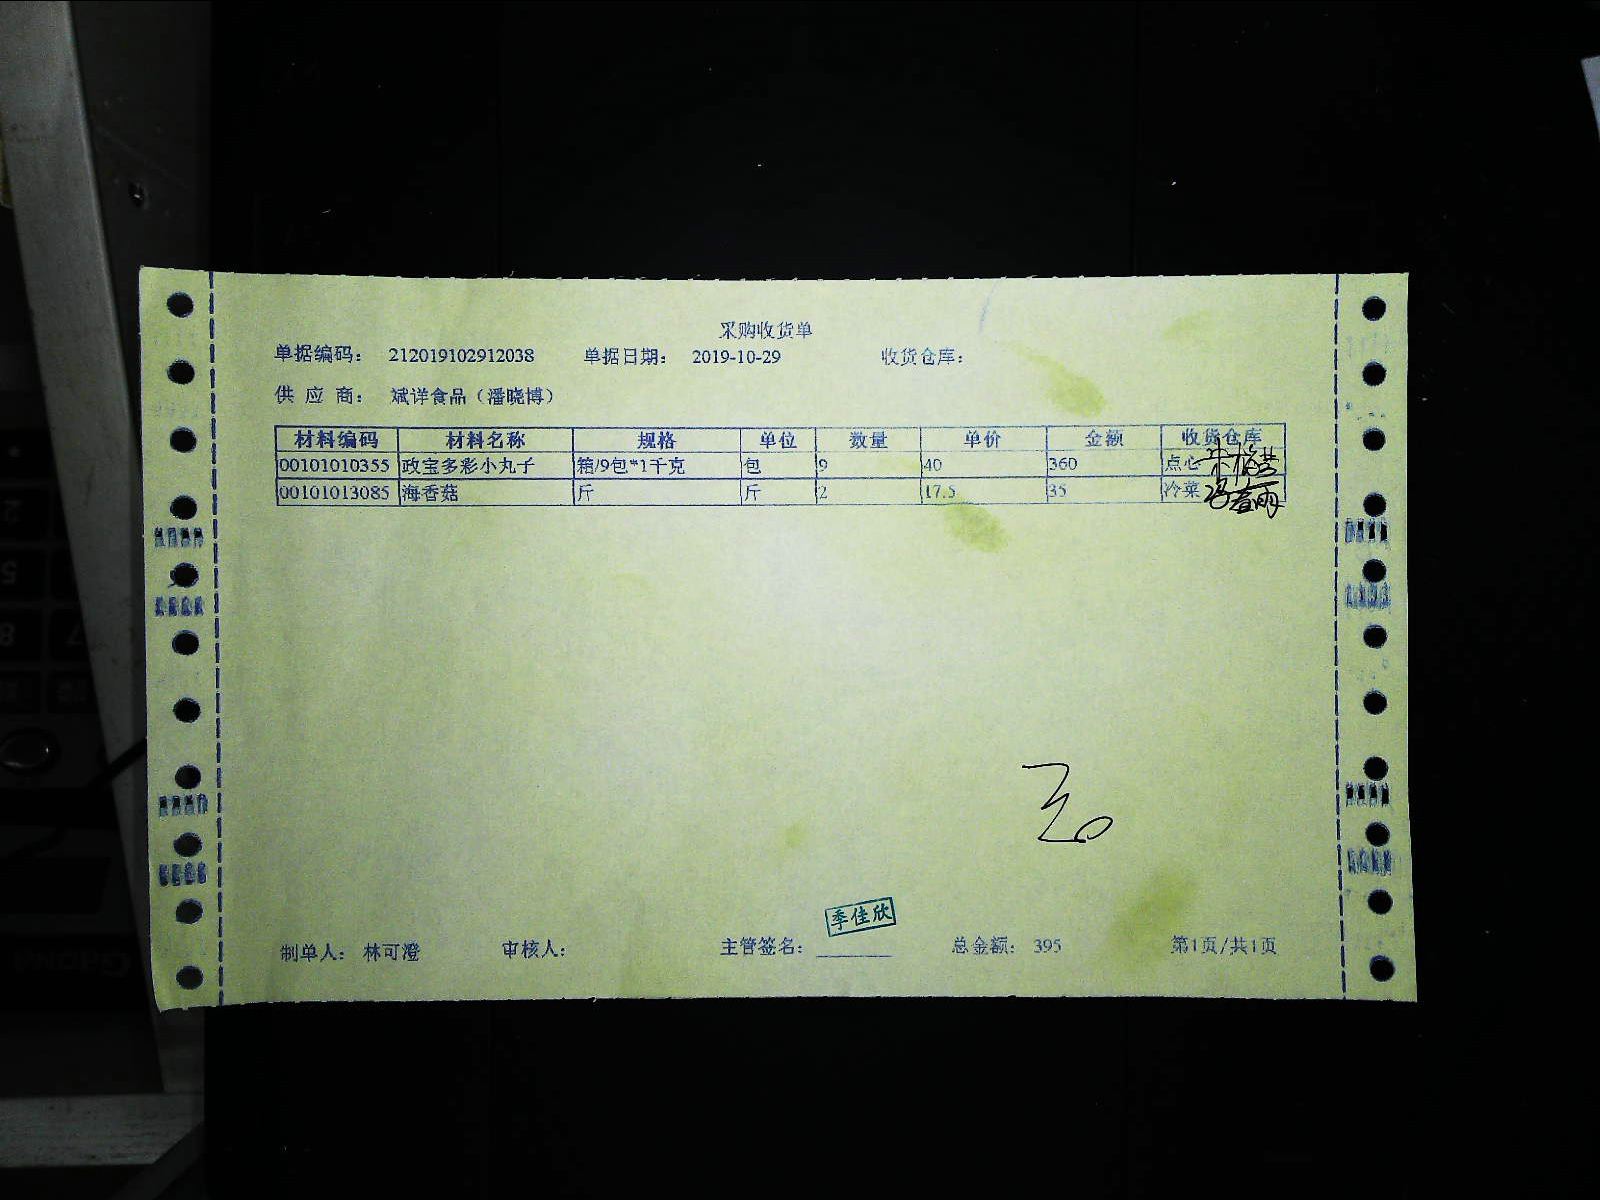 采购收货单
单据编码： 212019102912038 单据日期： 2019-10-29 收货仓库：
供 应 商： 斌详食品（潘晓博）
材料编码 材料名称 规格 单位 数量 单价 金额 收货仓库
00101010355 政宝多彩小丸子 箱/9包*1千克 包 9 40 360 点心
00101013085 海香菇 斤 斤 2 17.5 35 冷菜
季佳欣
制单人： 林可澄 审核人： 主管签名： 总金额： 395 第1页/共1页